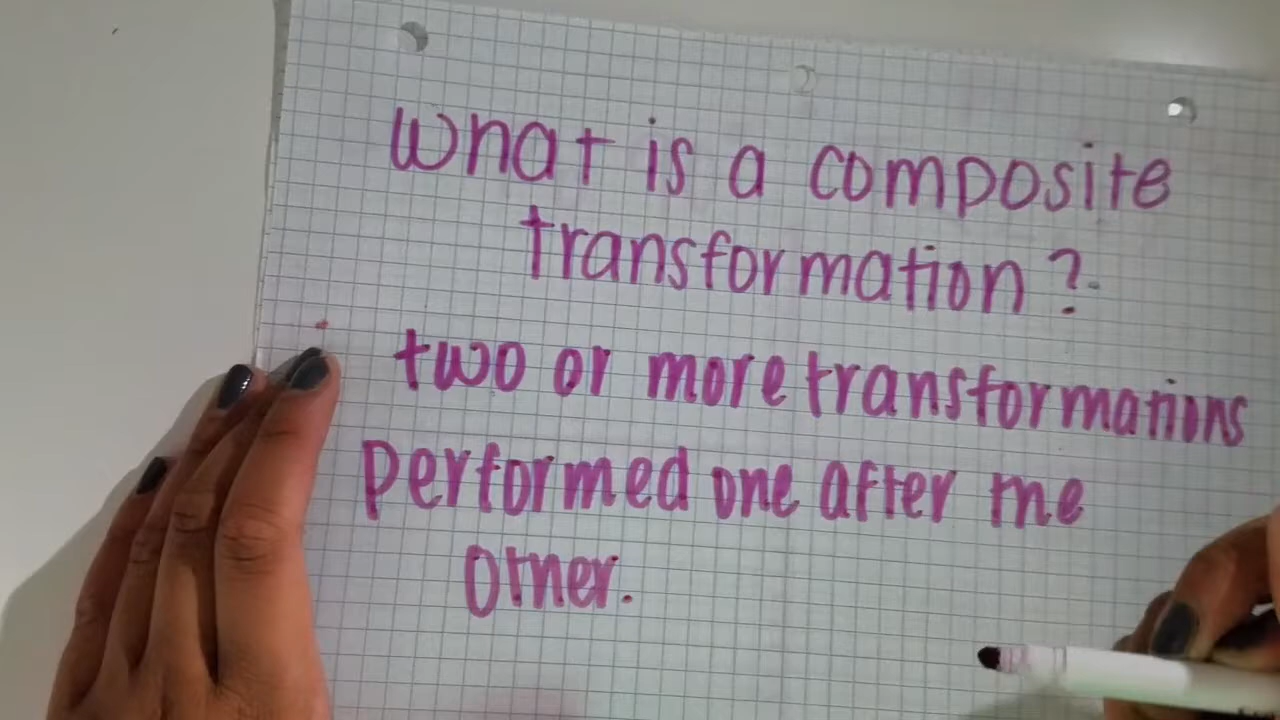 What is a composite
transformation?
two or more transformations
performed one after the
other.